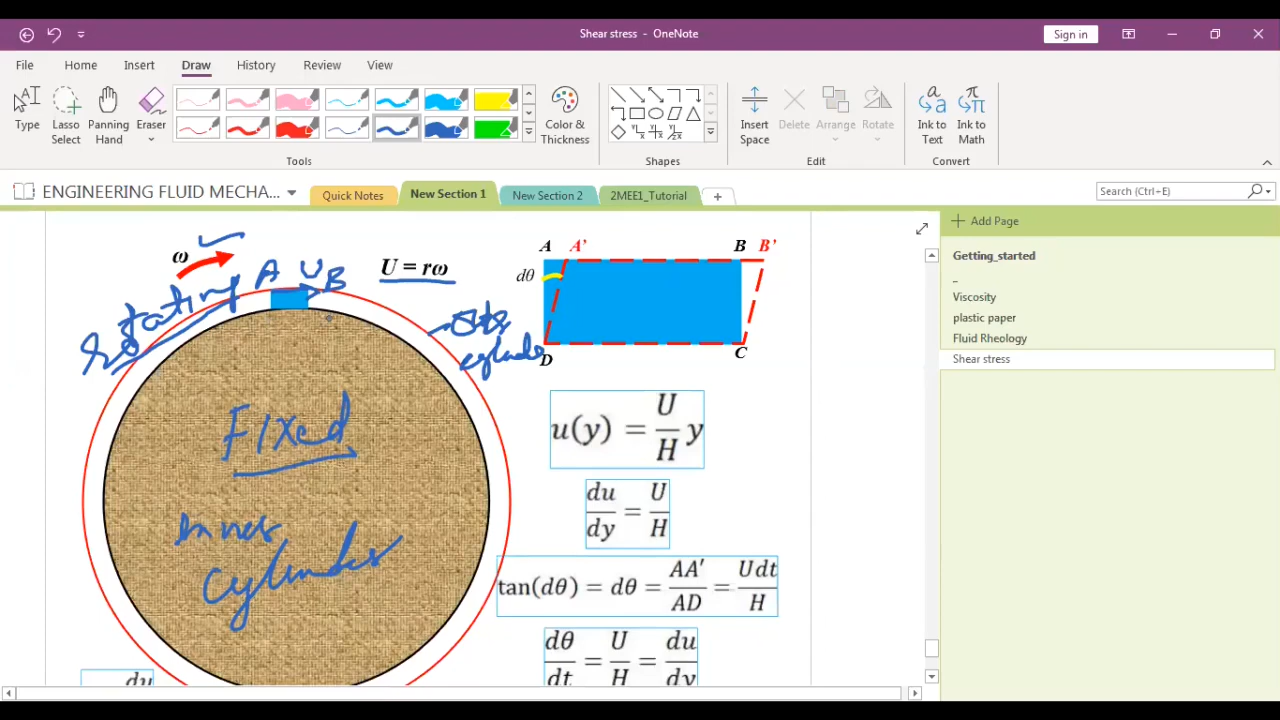 Shear stress - OneNote
Sign in
File Home Insert Draw History Review View
Type
Lasso Select
Panning Hand
Eraser
Color & Thickness
Insert Space
Delete
Arrange
Rotate
Ink to Text
Ink to Math
Tools
Shapes
Edit
Convert
ENGINEERING FLUID MECHA...
Quick Notes
New Section 1
New Section 2
2MEE1_Tutorial
Search (Ctrl+E)
Add Page
Getting_started
Viscosity
plastic paper
Fluid Rheology
Shear stress
ω
U = rω
A U B
rotating
cylinder
Fixed
Inner
cylinder
A A' B B'
dθ
D C
u(y) = U/H y
du/dy = U/H
tan(dθ) = dθ = AA'/AD = Udt/H
dθ/dt = U/H = du/dy
du